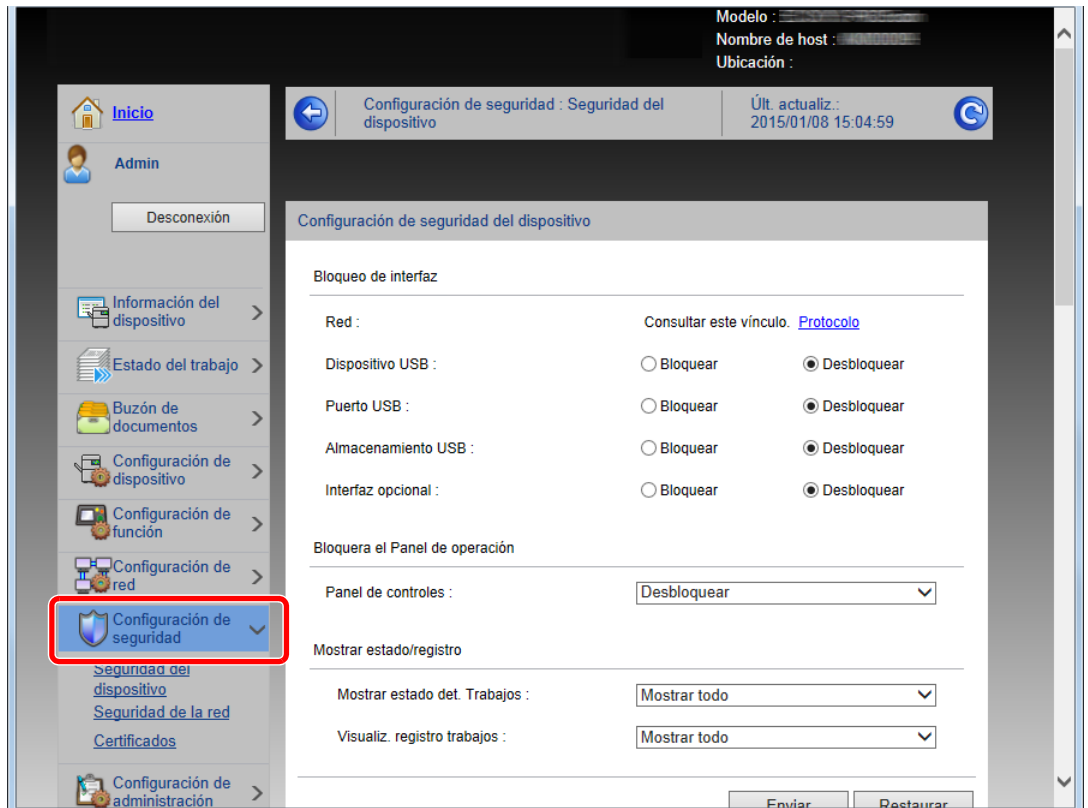 Modelo :
Nombre de host :
Ubicación :
Inicio
Admin
Desconexión
Información del
dispositivo
Estado del trabajo
Buzón de
documentos
Configuración de
dispositivo
Configuración de
función
Configuración de
red
Configuración de
seguridad
Seguridad del
dispositivo
Seguridad de la red
Certificados
Configuración de
administración
Configuración de seguridad : Seguridad del
dispositivo
Últ. actualiz.:
2015/01/08 15:04:59
Configuración de seguridad del dispositivo
Bloqueo de interfaz
Red : Consultar este vínculo. Protocolo
Dispositivo USB : Bloquear Desbloquear
Puerto USB : Bloquear Desbloquear
Almacenamiento USB : Bloquear Desbloquear
Interfaz opcional : Bloquear Desbloquear
Bloquera el Panel de operación
Panel de controles : Desbloquear
Mostrar estado/registro
Mostrar estado det. Trabajos : Mostrar todo
Visualiz. registro trabajos : Mostrar todo
Enviar Restaurar